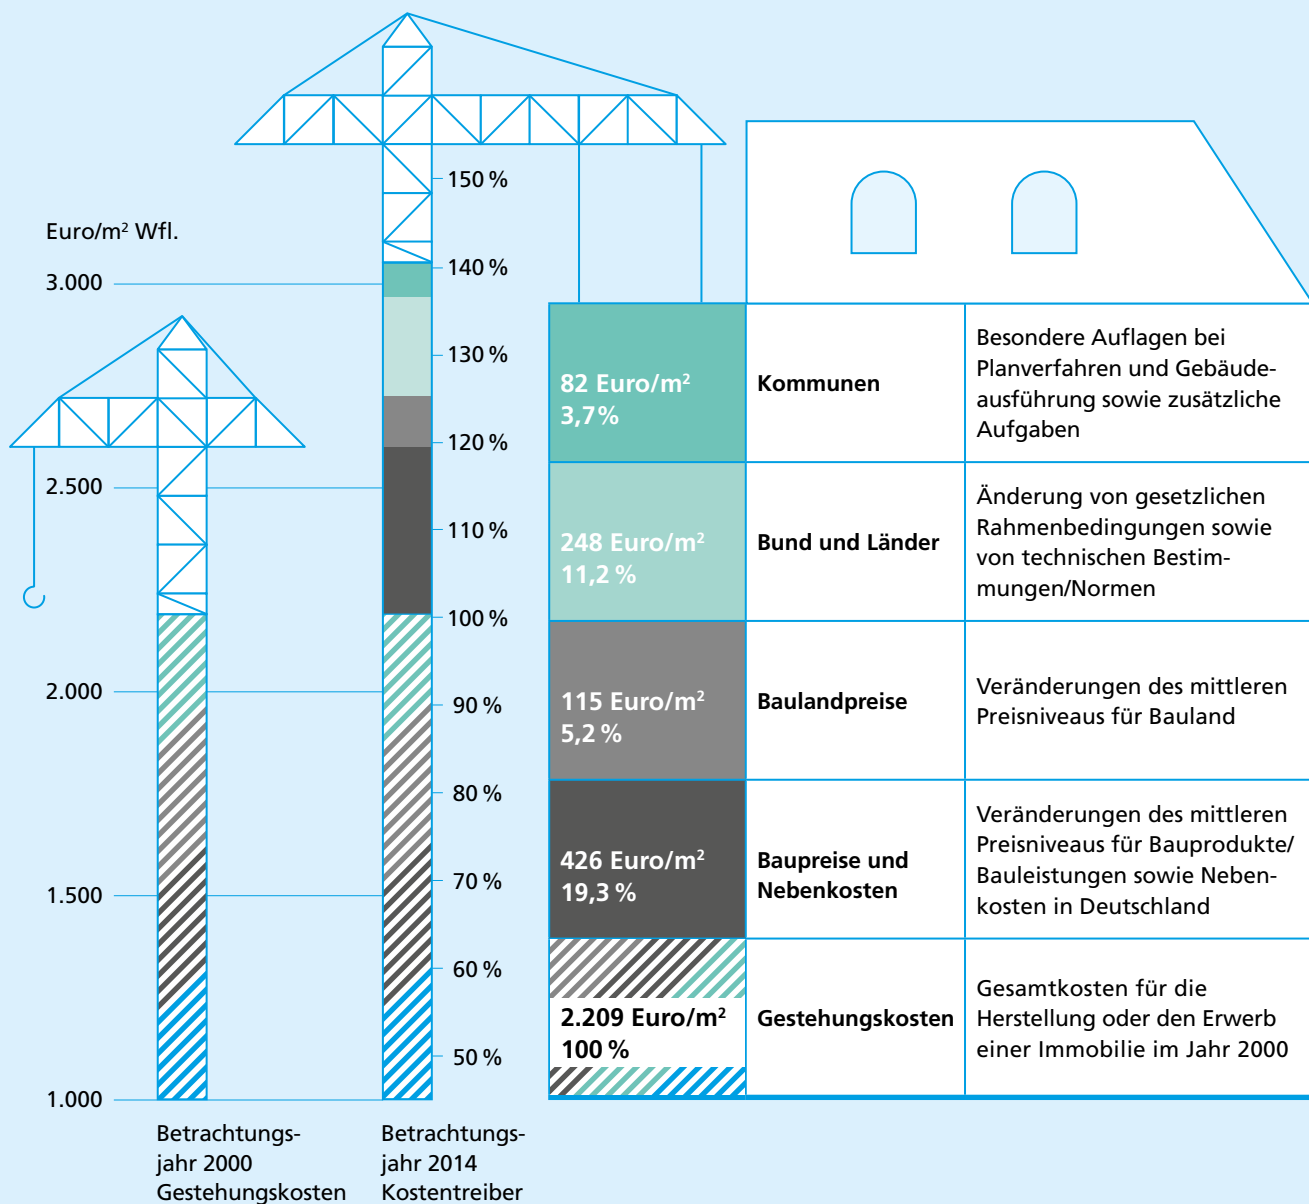 Euro/m² Wfl.
3.000
2.500
2.000
1.500
1.000
150 %
140 %
130 %
120 %
110 %
100 %
90 %
80 %
70 %
60 %
50 %
Betrachtungs-
jahr 2000
Gestehungskosten
Betrachtungs-
jahr 2014
Kostentreiber
82 Euro/m²
3,7 %
Kommunen
Besondere Auflagen bei
Planverfahren und Gebäude-
ausführung sowie zusätzliche
Aufgaben
248 Euro/m²
11,2 %
Bund und Länder
Änderung von gesetzlichen
Rahmenbedingungen sowie
von technischen Bestim-
mungen/Normen
115 Euro/m²
5,2 %
Baulandpreise
Veränderungen des mittleren
Preisniveaus für Bauland
426 Euro/m²
19,3 %
Baupreise und
Nebenkosten
Veränderungen des mittleren
Preisniveaus für Bauprodukte/
Bauleistungen sowie Neben-
kosten in Deutschland
2.209 Euro/m²
100 %
Gestehungskosten
Gesamtkosten für die
Herstellung oder den Erwerb
einer Immobilie im Jahr 2000